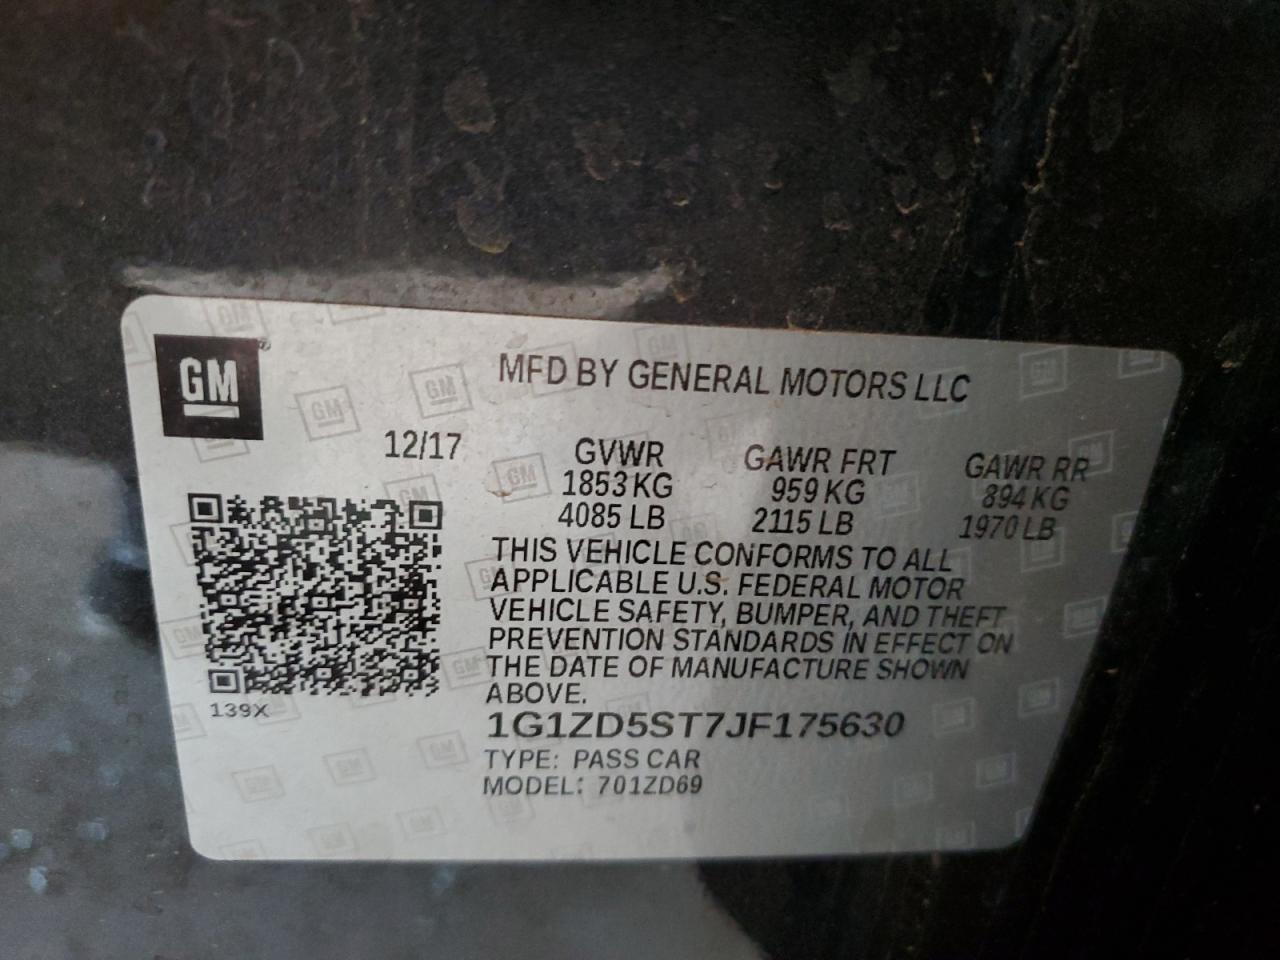 GM
MFD BY GENERAL MOTORS LLC
12/17
GVWR GAWR FRT GAWR RR
1853 KG 959 KG 894 KG
4085 LB 2115 LB 1970 LB
THIS VEHICLE CONFORMS TO ALL
APPLICABLE U.S. FEDERAL MOTOR
VEHICLE SAFETY, BUMPER, AND THEFT
PREVENTION STANDARDS IN EFFECT ON
THE DATE OF MANUFACTURE SHOWN
ABOVE.
139X
1G1ZD5ST7JF175630
TYPE: PASS CAR
MODEL: 701ZD69